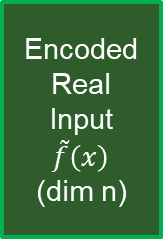 Encoded
Real
Input
f̃(x)
(dim n)